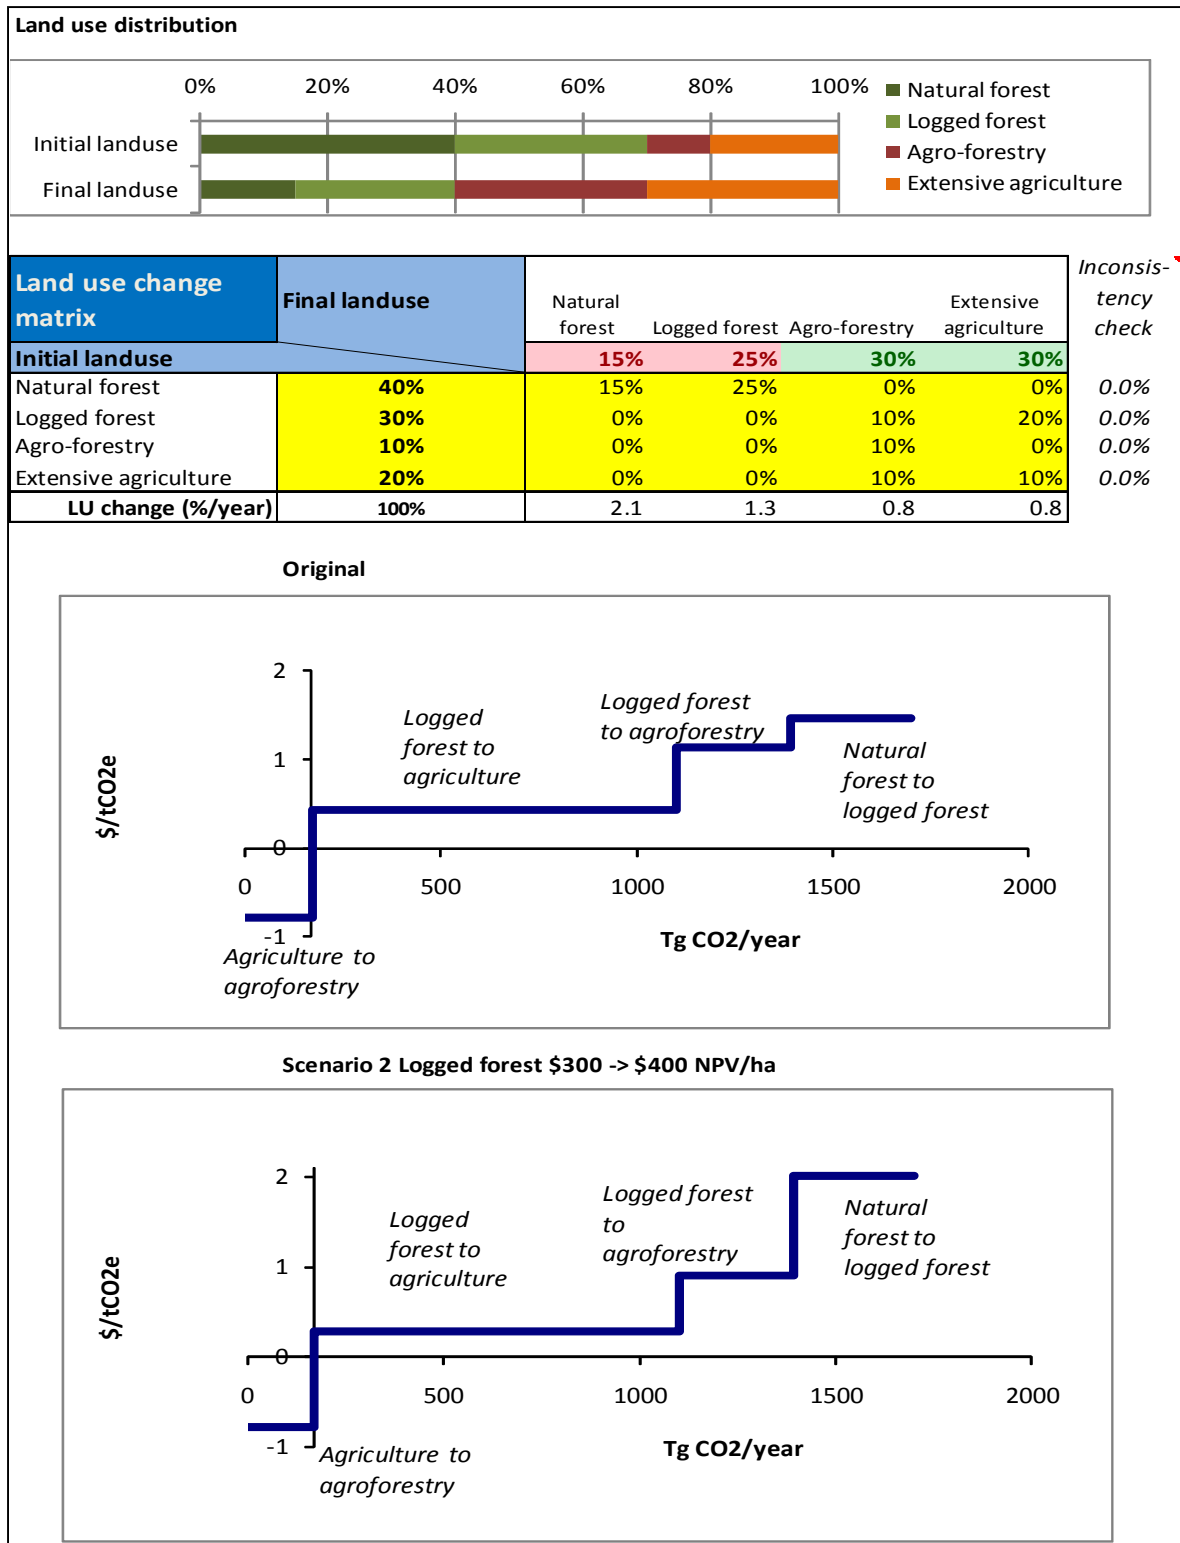 Land use distribution
0% 20% 40% 60% 80% 100%
Natural forest
Logged forest
Agro-forestry
Extensive agriculture
Initial landuse
Final landuse
Land use change
matrix
Final landuse
Natural
forest
Logged forest
Agro-forestry
Extensive
agriculture
Inconsis-
tency
check
Initial landuse 15% 25% 30% 30%
Natural forest 40% 15% 25% 0% 0% 0.0%
Logged forest 30% 0% 0% 10% 20% 0.0%
Agro-forestry 10% 0% 0% 10% 0% 0.0%
Extensive agriculture 20% 0% 0% 10% 10% 0.0%
LU change (%/year) 100% 2.1 1.3 0.8 0.8
Original
2
1
0
-1
$/tCO2e
Logged
forest to
agriculture
Logged forest
to agroforestry
Natural
forest to
logged forest
0 500 1000 1500 2000
Tg CO2/year
Agriculture to
agroforestry
Scenario 2 Logged forest $300 -> $400 NPV/ha
2
1
0
-1
$/tCO2e
Logged
forest to
agriculture
Logged forest
to
agroforestry
Natural
forest to
logged forest
0 500 1000 1500 2000
Tg CO2/year
Agriculture to
agroforestry